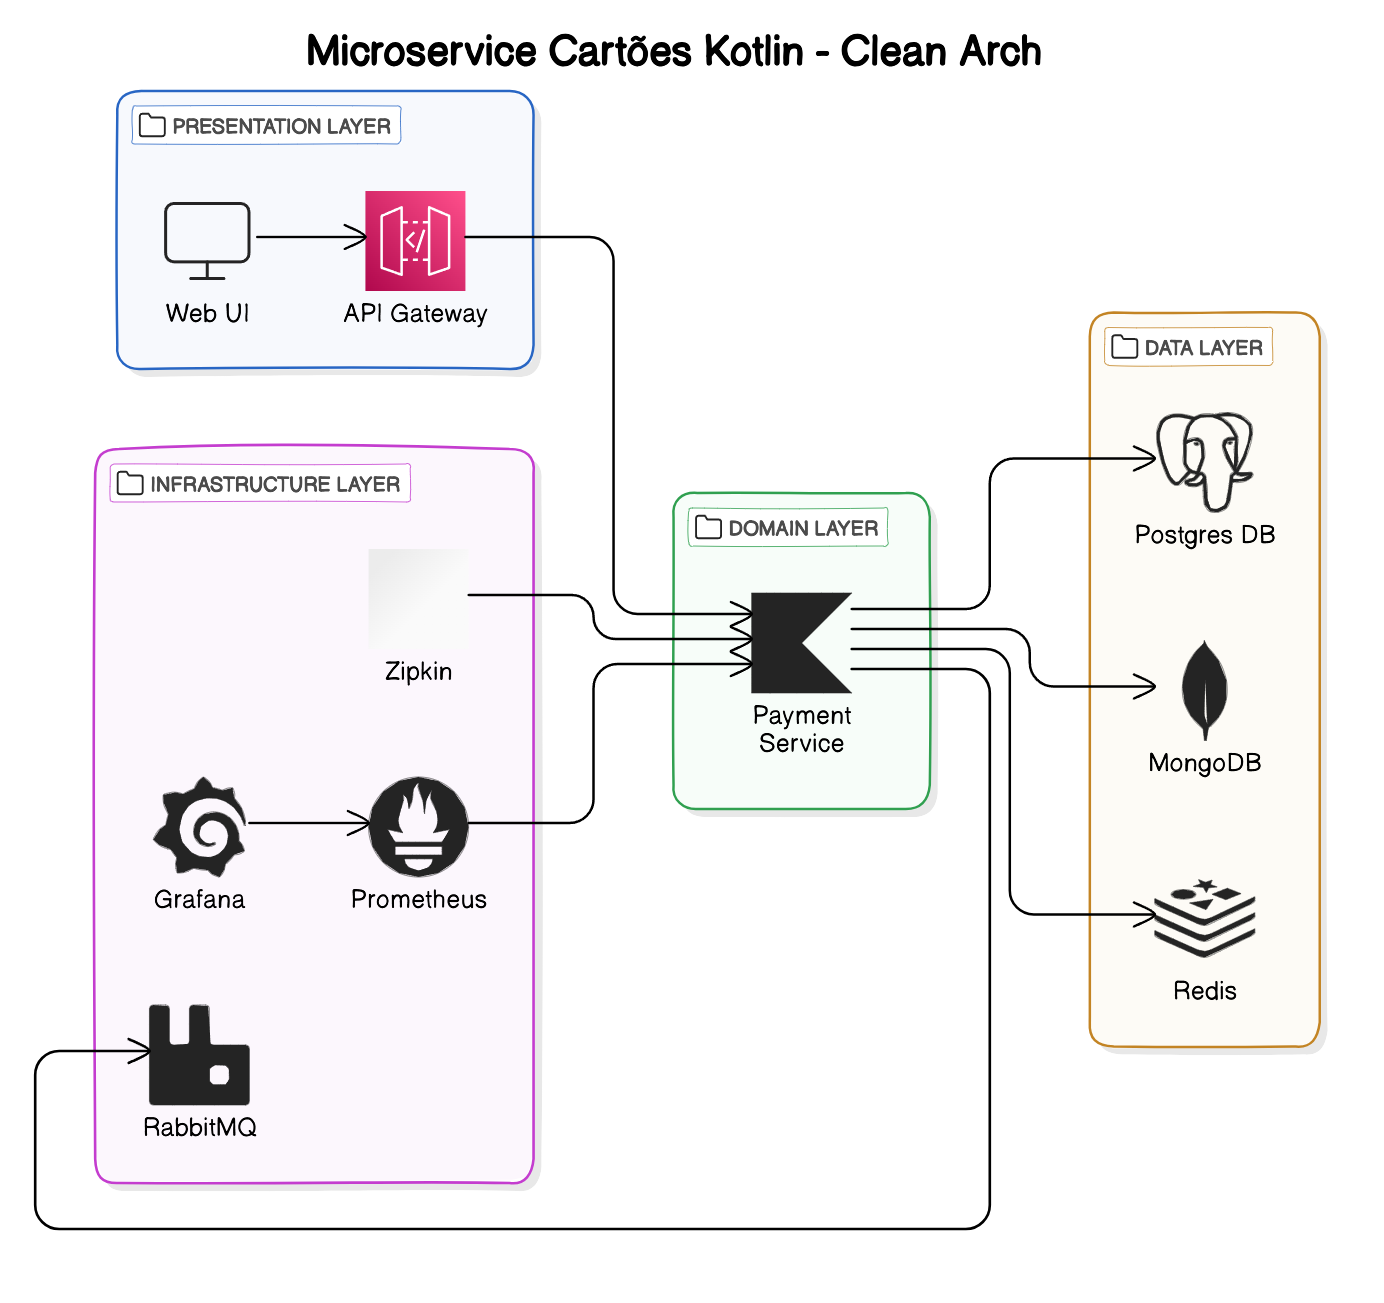 Microservice Cartões Kotlin - Clean Arch
PRESENTATION LAYER
Web UI
API Gateway
DATA LAYER
Postgres DB
MongoDB
Redis
INFRASTRUCTURE LAYER
Zipkin
Grafana
Prometheus
RabbitMQ
DOMAIN LAYER
Payment
Service